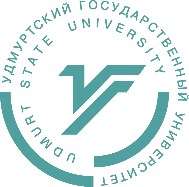 УДМУРТСКИЙ ГОСУДАРСТВЕННЫЙ УНИВЕРСИТЕТ
UDMURT STATE UNIVERSITY